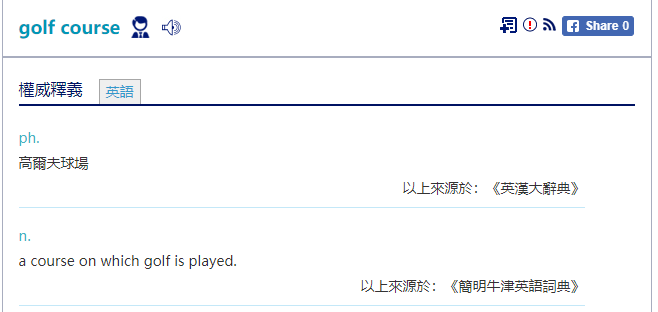 golf course
Share 0
權威釋義
英語
ph.
高爾夫球場
以上來源於：《英漢大辭典》
n.
a course on which golf is played.
以上來源於：《簡明牛津英語詞典》